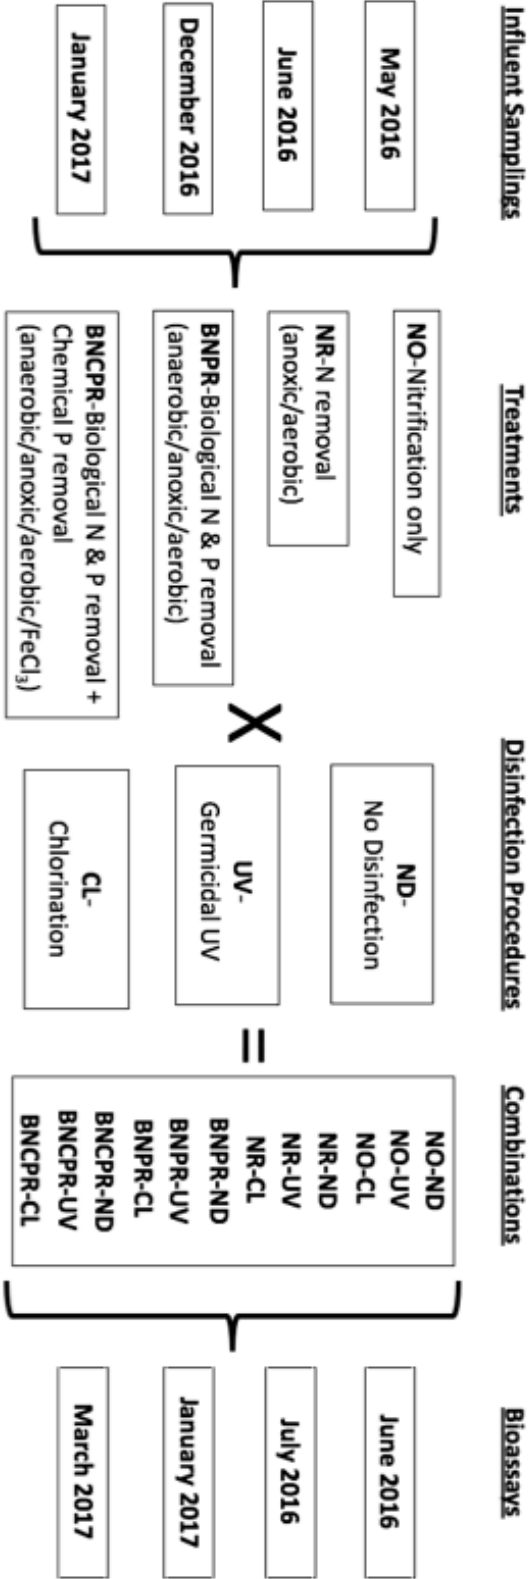 Influent Samplings
May 2016
June 2016
December 2016
January 2017
Treatments
NO-Nitrification only
NR-N removal
(anoxic/aerobic)
BNPR-Biological N & P removal
(anaerobic/anoxic/aerobic)
BNCPR-Biological N & P removal +
Chemical P removal
(anaerobic/anoxic/aerobic/FeCl₃)
X
Disinfection Procedures
ND-
No Disinfection
UV-
Germicidal UV
CL-
Chlorination
=
Combinations
NO-ND
NO-UV
NO-CL
NR-ND
NR-UV
NR-CL
BNPR-ND
BNPR-UV
BNPR-CL
BNCPR-ND
BNCPR-UV
BNCPR-CL
Bioassays
June 2016
July 2016
January 2017
March 2017